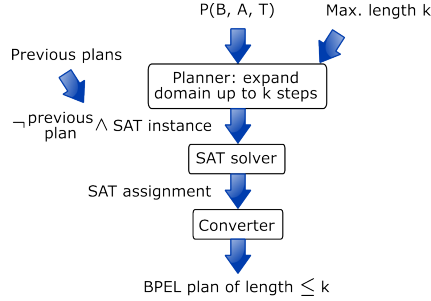 P(B, A, T)
Max. length k
Previous plans
Planner: expand
domain up to k steps
¬ previous plan ∧ SAT instance
SAT solver
SAT assignment
Converter
BPEL plan of length ≤ k